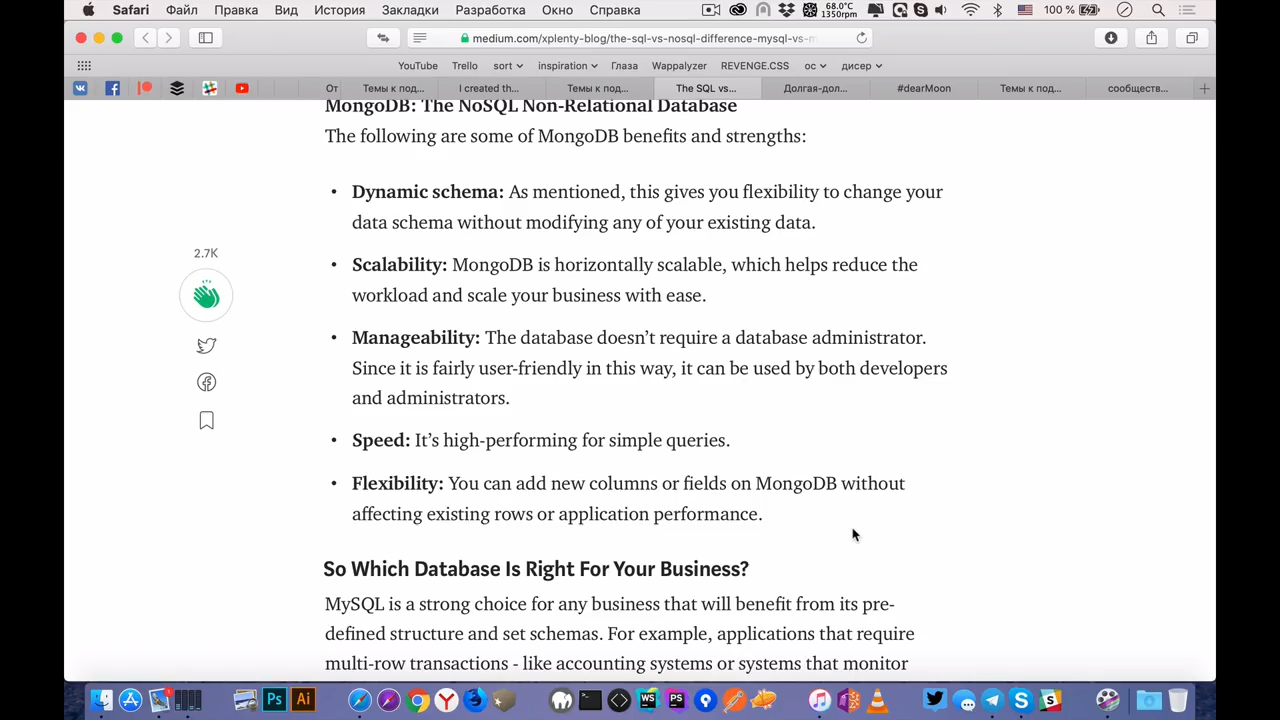 Safari Файл Правка Вид История Закладки Разработка Окно Справка 68.0°C 1350rpm 100 %
medium.com/xplenty-blog/the-sql-vs-nosql-difference-mysql-vs-m
YouTube Trello sort inspiration Глаза Wappalyzer REVENGE.CSS ос дисер
От Темы к под... I created th... Темы к под... The SQL vs... Долгая-дол... #dearMoon Темы к под... сообществ...
MongoDB: The NoSQL Non-Relational Database
The following are some of MongoDB benefits and strengths:
• Dynamic schema: As mentioned, this gives you flexibility to change your
data schema without modifying any of your existing data.
2.7K
• Scalability: MongoDB is horizontally scalable, which helps reduce the
workload and scale your business with ease.
• Manageability: The database doesn’t require a database administrator.
Since it is fairly user-friendly in this way, it can be used by both developers
and administrators.
• Speed: It’s high-performing for simple queries.
• Flexibility: You can add new columns or fields on MongoDB without
affecting existing rows or application performance.
So Which Database Is Right For Your Business?
MySQL is a strong choice for any business that will benefit from its pre-
defined structure and set schemas. For example, applications that require
multi-row transactions - like accounting systems or systems that monitor
Ps Ai WS PS